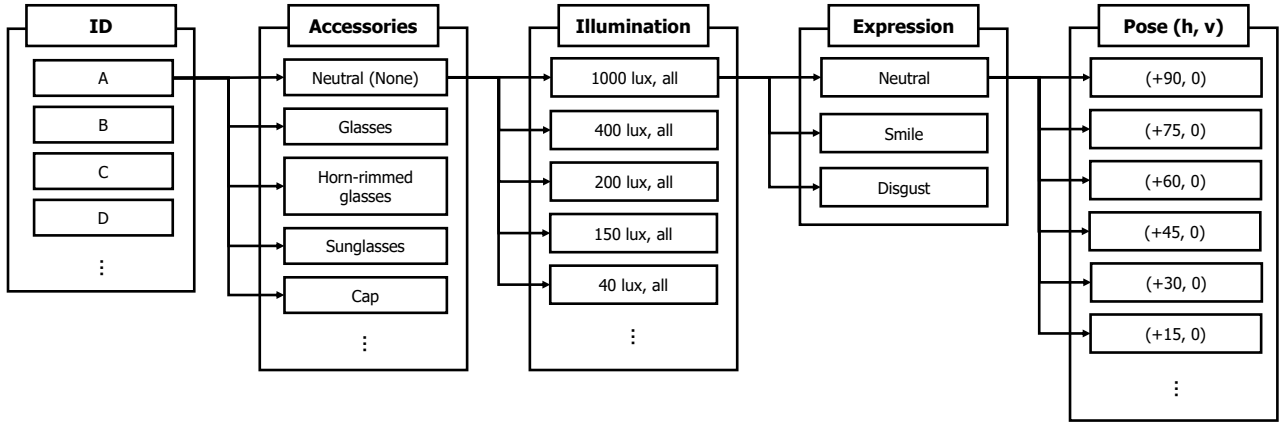 ID
A
B
C
D
⋮
Accessories
Neutral (None)
Glasses
Horn-rimmed
glasses
Sunglasses
Cap
⋮
Illumination
1000 lux, all
400 lux, all
200 lux, all
150 lux, all
40 lux, all
⋮
Expression
Neutral
Smile
Disgust
Pose (h, v)
(+90, 0)
(+75, 0)
(+60, 0)
(+45, 0)
(+30, 0)
(+15, 0)
⋮